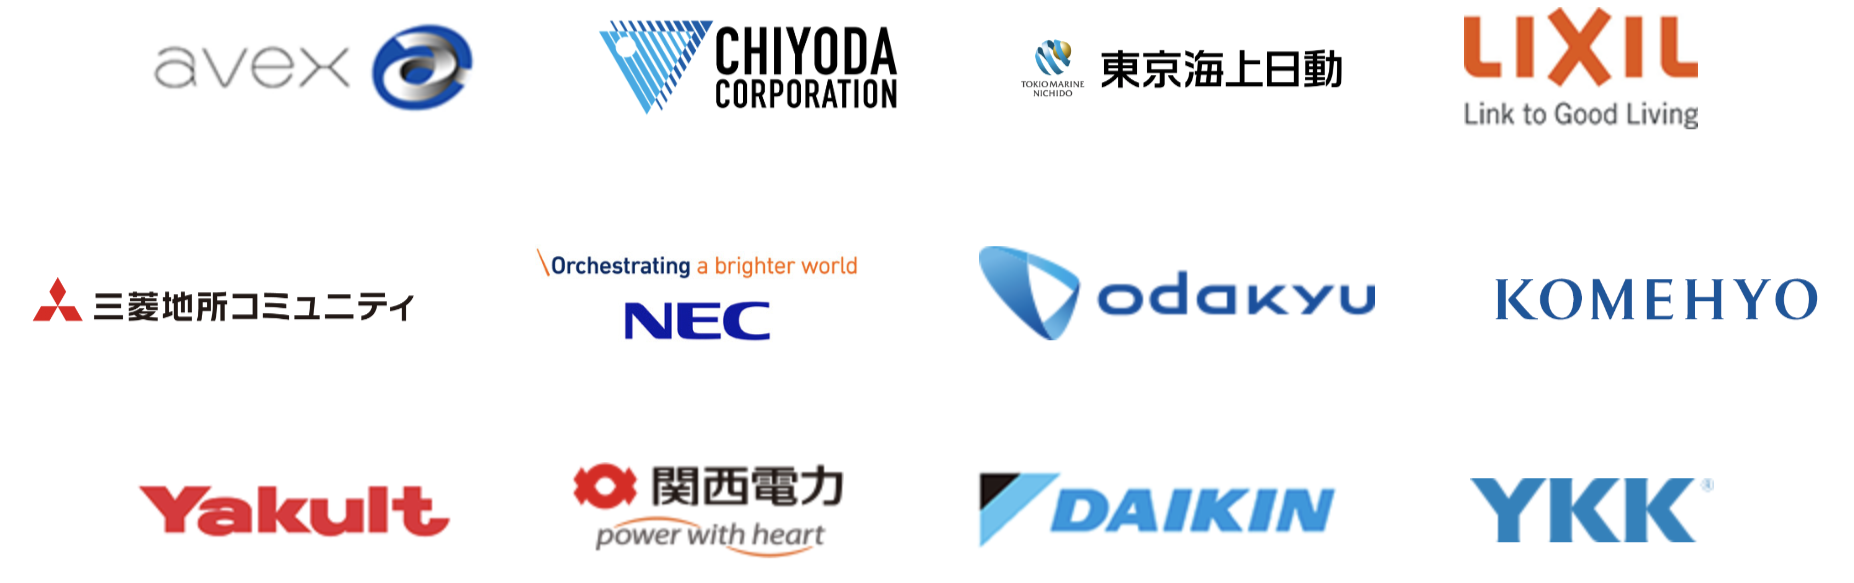 avex
CHIYODA
CORPORATION
TOKIO MARINE
NICHIDO
東京海上日動
LIXIL
Link to Good Living
三菱地所コミュニティ
Orchestrating a brighter world
NEC
odakyu
KOMEHYO
Yakult
関西電力
power with heart
DAIKIN
YKK®